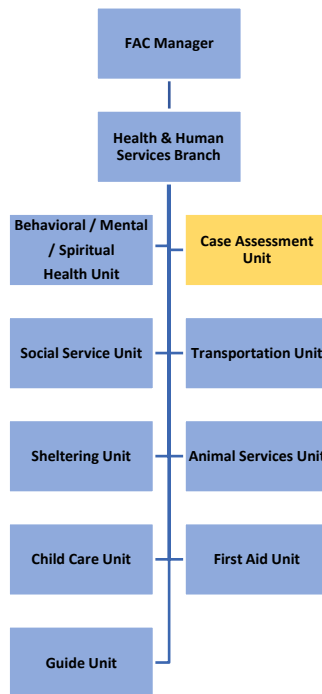 FAC Manager
Health & Human
Services Branch
Behavioral / Mental
/ Spiritual
Health Unit
Case Assessment
Unit
Social Service Unit
Transportation Unit
Sheltering Unit
Animal Services Unit
Child Care Unit
First Aid Unit
Guide Unit